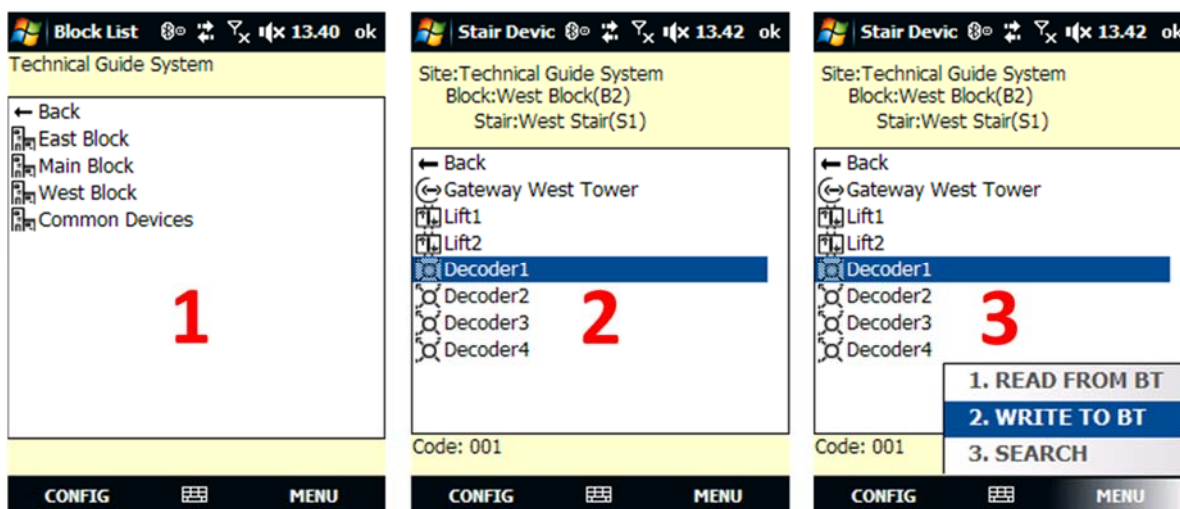 Block List 13.40 ok
Technical Guide System
Back
East Block
Main Block
West Block
Common Devices
1
CONFIG MENU
Stair Devic 13.42 ok
Site:Technical Guide System
Block:West Block(B2)
Stair:West Stair(S1)
Back
Gateway West Tower
Lift1
Lift2
Decoder1
Decoder2
Decoder3
Decoder4
2
Code: 001
CONFIG MENU
Stair Devic 13.42 ok
Site:Technical Guide System
Block:West Block(B2)
Stair:West Stair(S1)
Back
Gateway West Tower
Lift1
Lift2
Decoder1
Decoder2
Decoder3
Decoder4
3
1. READ FROM BT
2. WRITE TO BT
3. SEARCH
Code: 001
CONFIG MENU